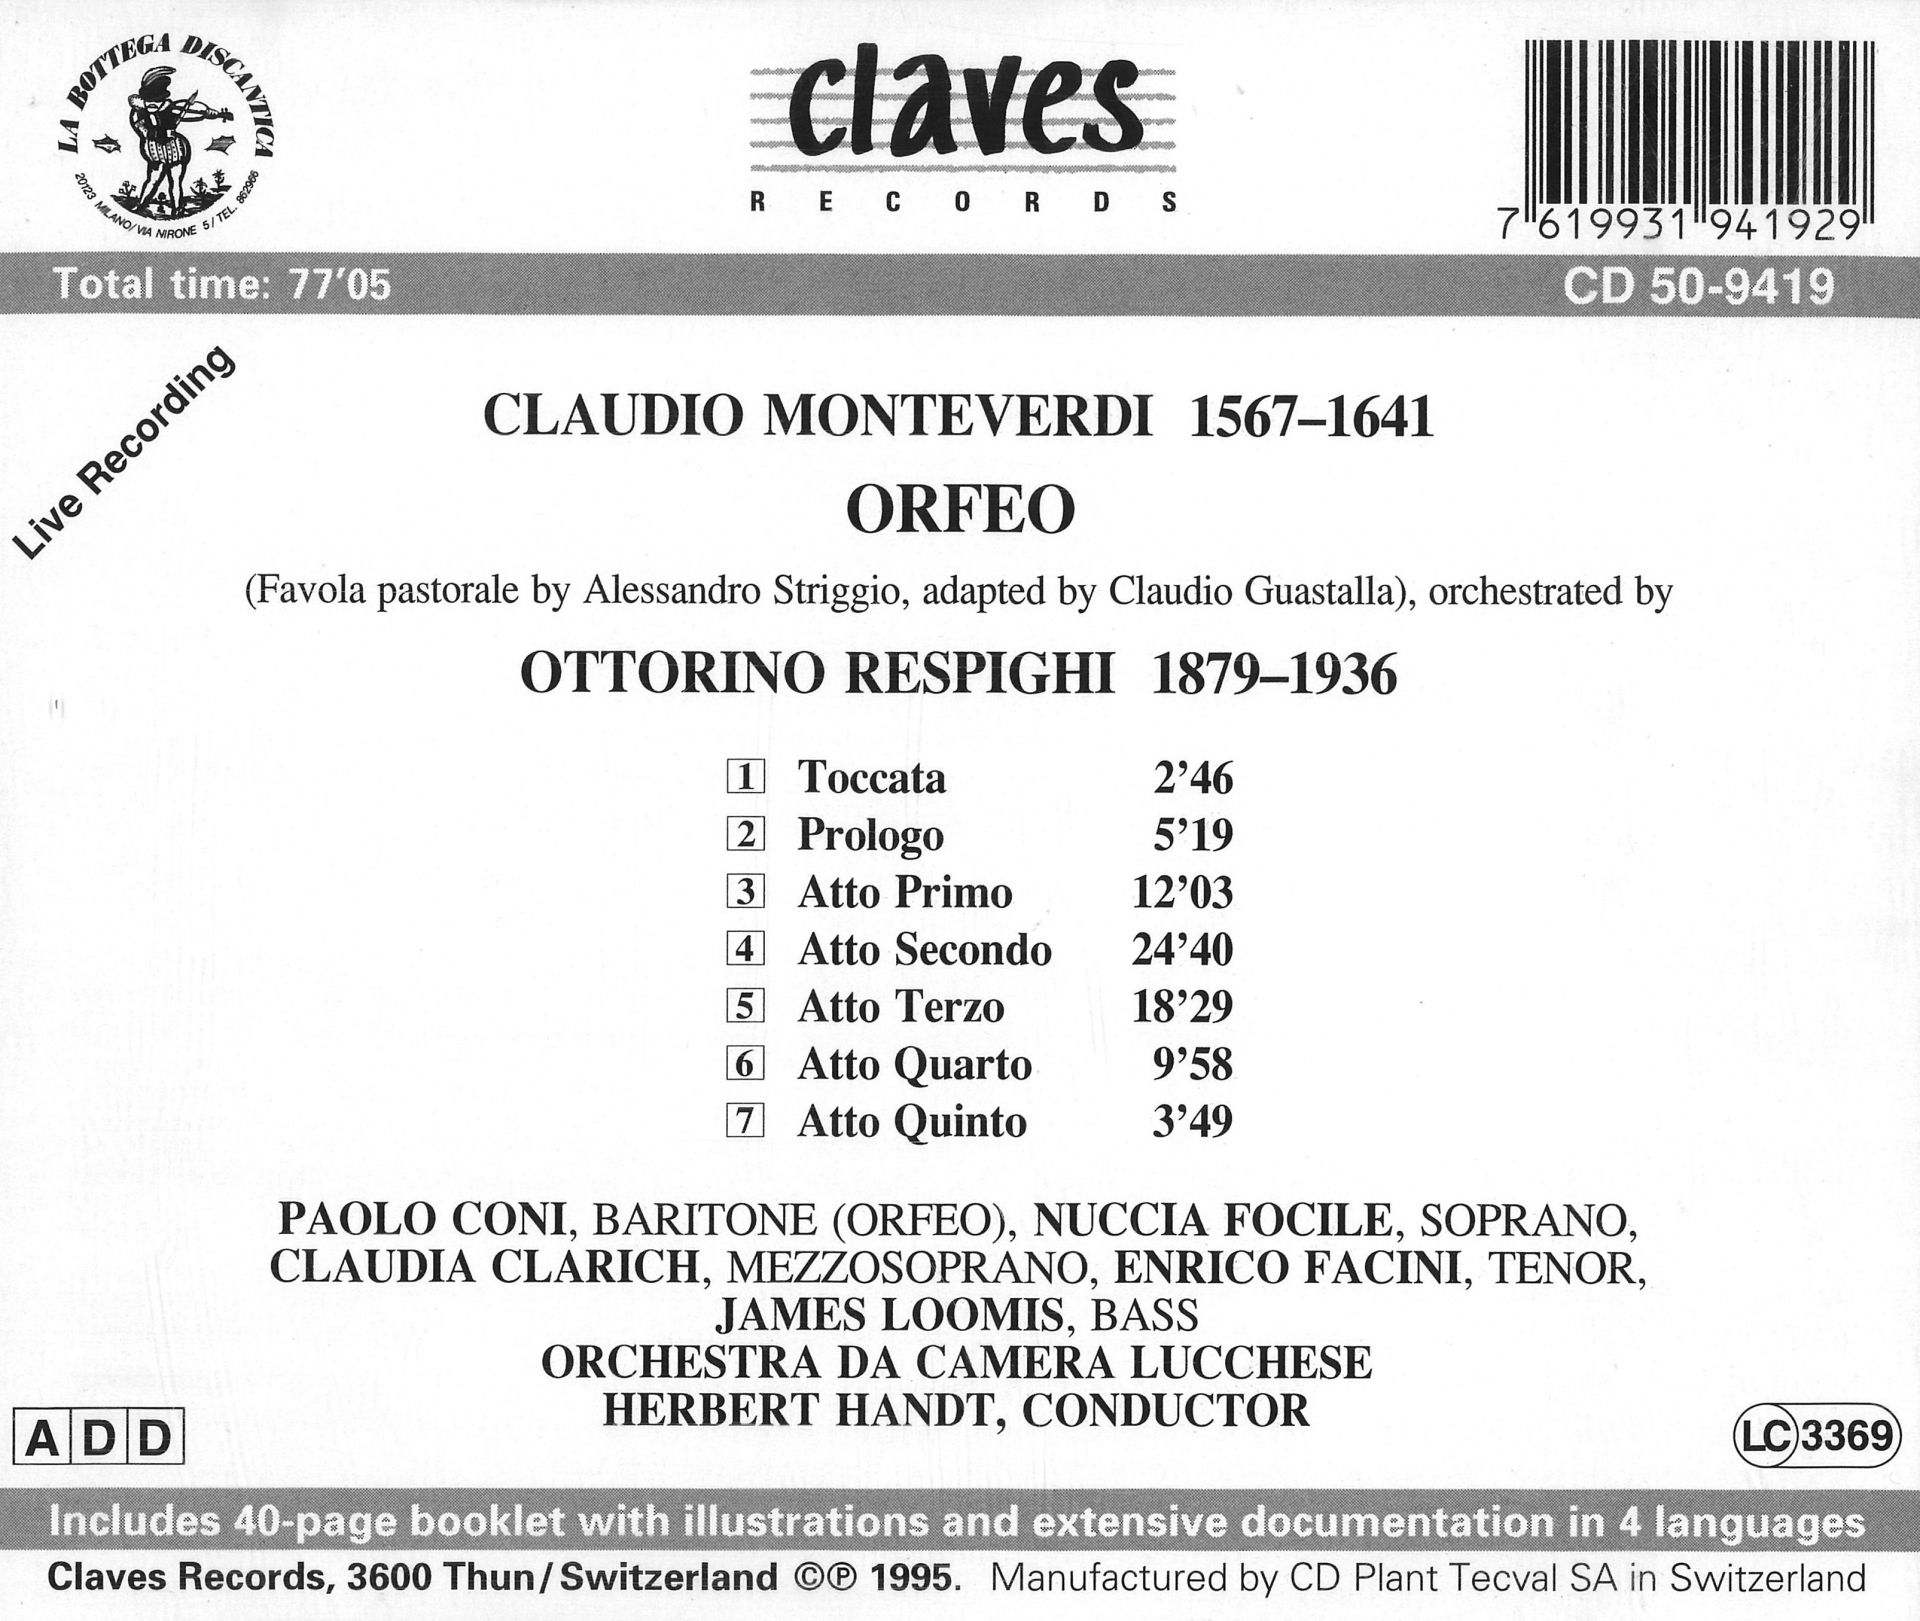 LA BOTTEGA DISCANTICA
20123 MILANO/VIA NIRONE 5/TEL. 862966
claves
RECORDS
7 619931 941929
Total time: 77'05
CD 50-9419
Live Recording
CLAUDIO MONTEVERDI 1567–1641
ORFEO
(Favola pastorale by Alessandro Striggio, adapted by Claudio Guastalla), orchestrated by
OTTORINO RESPIGHI 1879–1936
1 Toccata 2’46
2 Prologo 5’19
3 Atto Primo 12’03
4 Atto Secondo 24’40
5 Atto Terzo 18’29
6 Atto Quarto 9’58
7 Atto Quinto 3’49
PAOLO CONI, BARITONE (ORFEO), NUCCIA FOCILE, SOPRANO,
CLAUDIA CLARICH, MEZZOSOPRANO, ENRICO FACINI, TENOR,
JAMES LOOMIS, BASS
ORCHESTRA DA CAMERA LUCCHESE
HERBERT HANDT, CONDUCTOR
ADD
LC 3369
Includes 40-page booklet with illustrations and extensive documentation in 4 languages
Claves Records, 3600 Thun/Switzerland ©℗ 1995. Manufactured by CD Plant Tecval SA in Switzerland